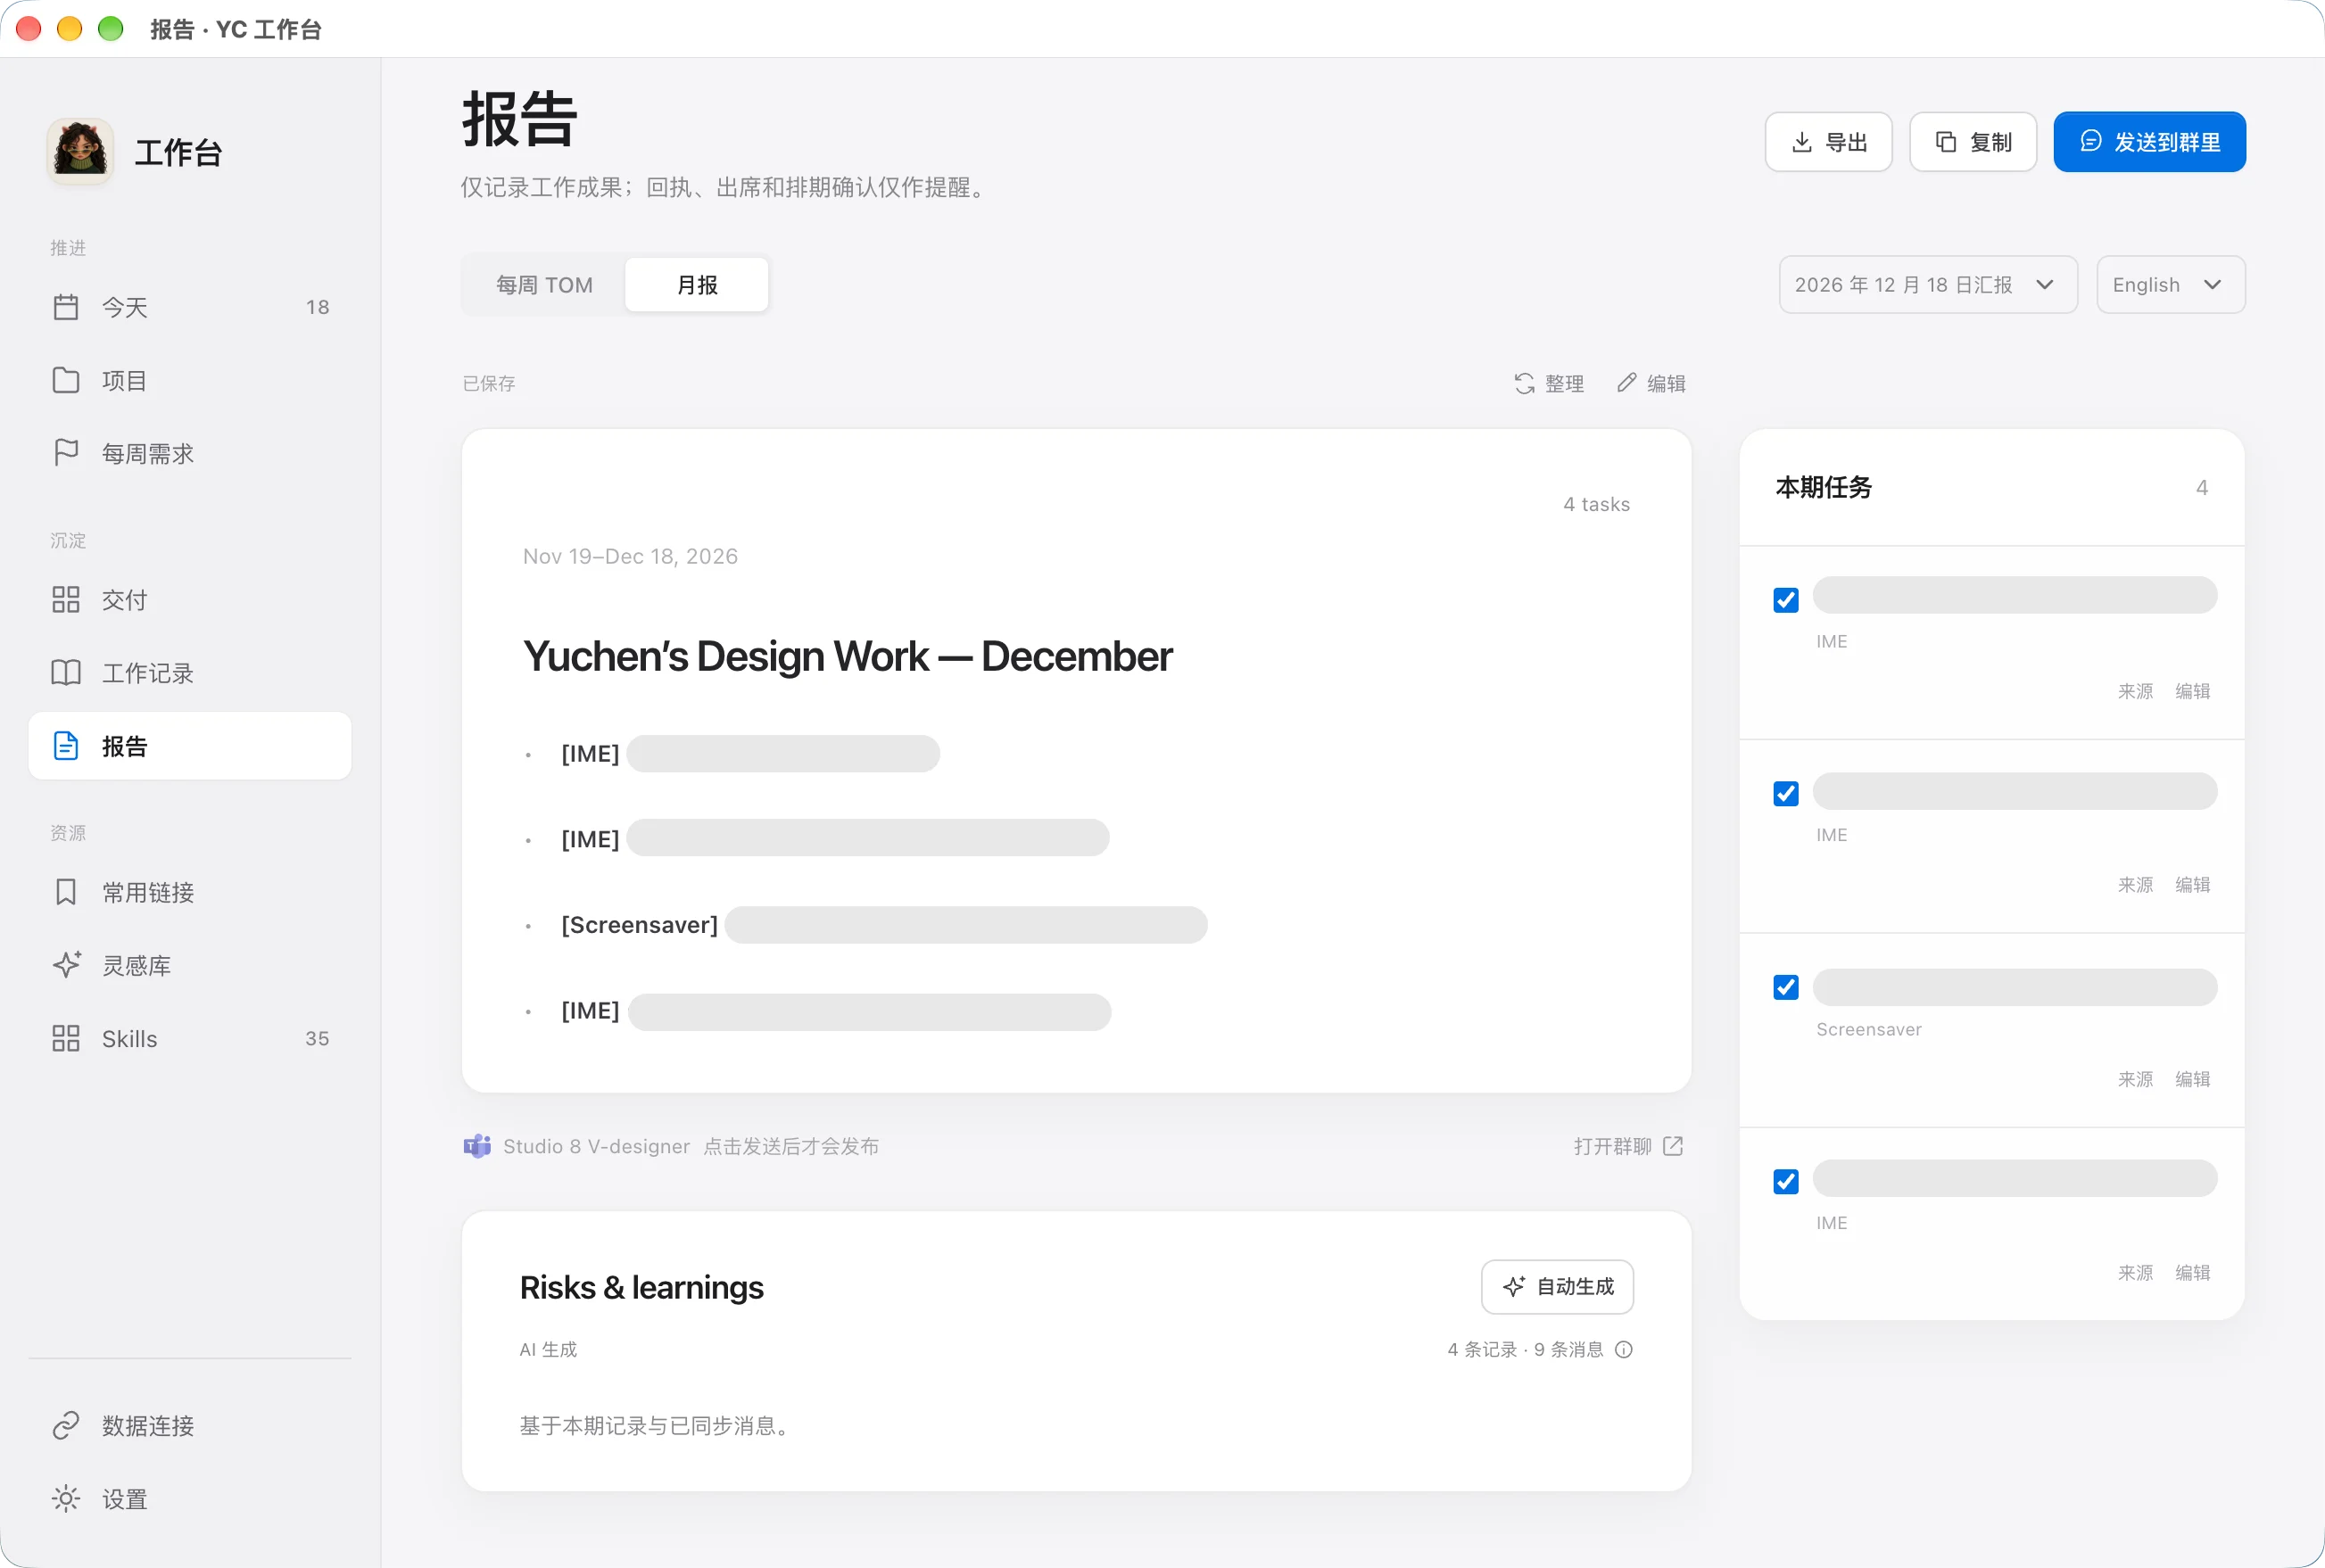 报告 · YC 工作台
工作台
推进
今天 18
项目
每周需求
沉淀
交付
工作记录
报告
资源
常用链接
灵感库
Skills 35
数据连接
设置
报告
仅记录工作成果；回执、出席和排期确认仅作提醒。
导出 复制 发送到群里
每周 TOM 月报
2026 年 12 月 18 日汇报 English
已保存 整理 编辑
4 tasks
Nov 19–Dec 18, 2026
Yuchen’s Design Work — December
· [IME]
· [IME]
· [Screensaver]
· [IME]
T Studio 8 V-designer 点击发送后才会发布 打开群聊
Risks & learnings 自动生成
AI 生成 4 条记录 · 9 条消息
基于本期记录与已同步消息。
本期任务 4
IME
来源 编辑
IME
来源 编辑
Screensaver
来源 编辑
IME
来源 编辑